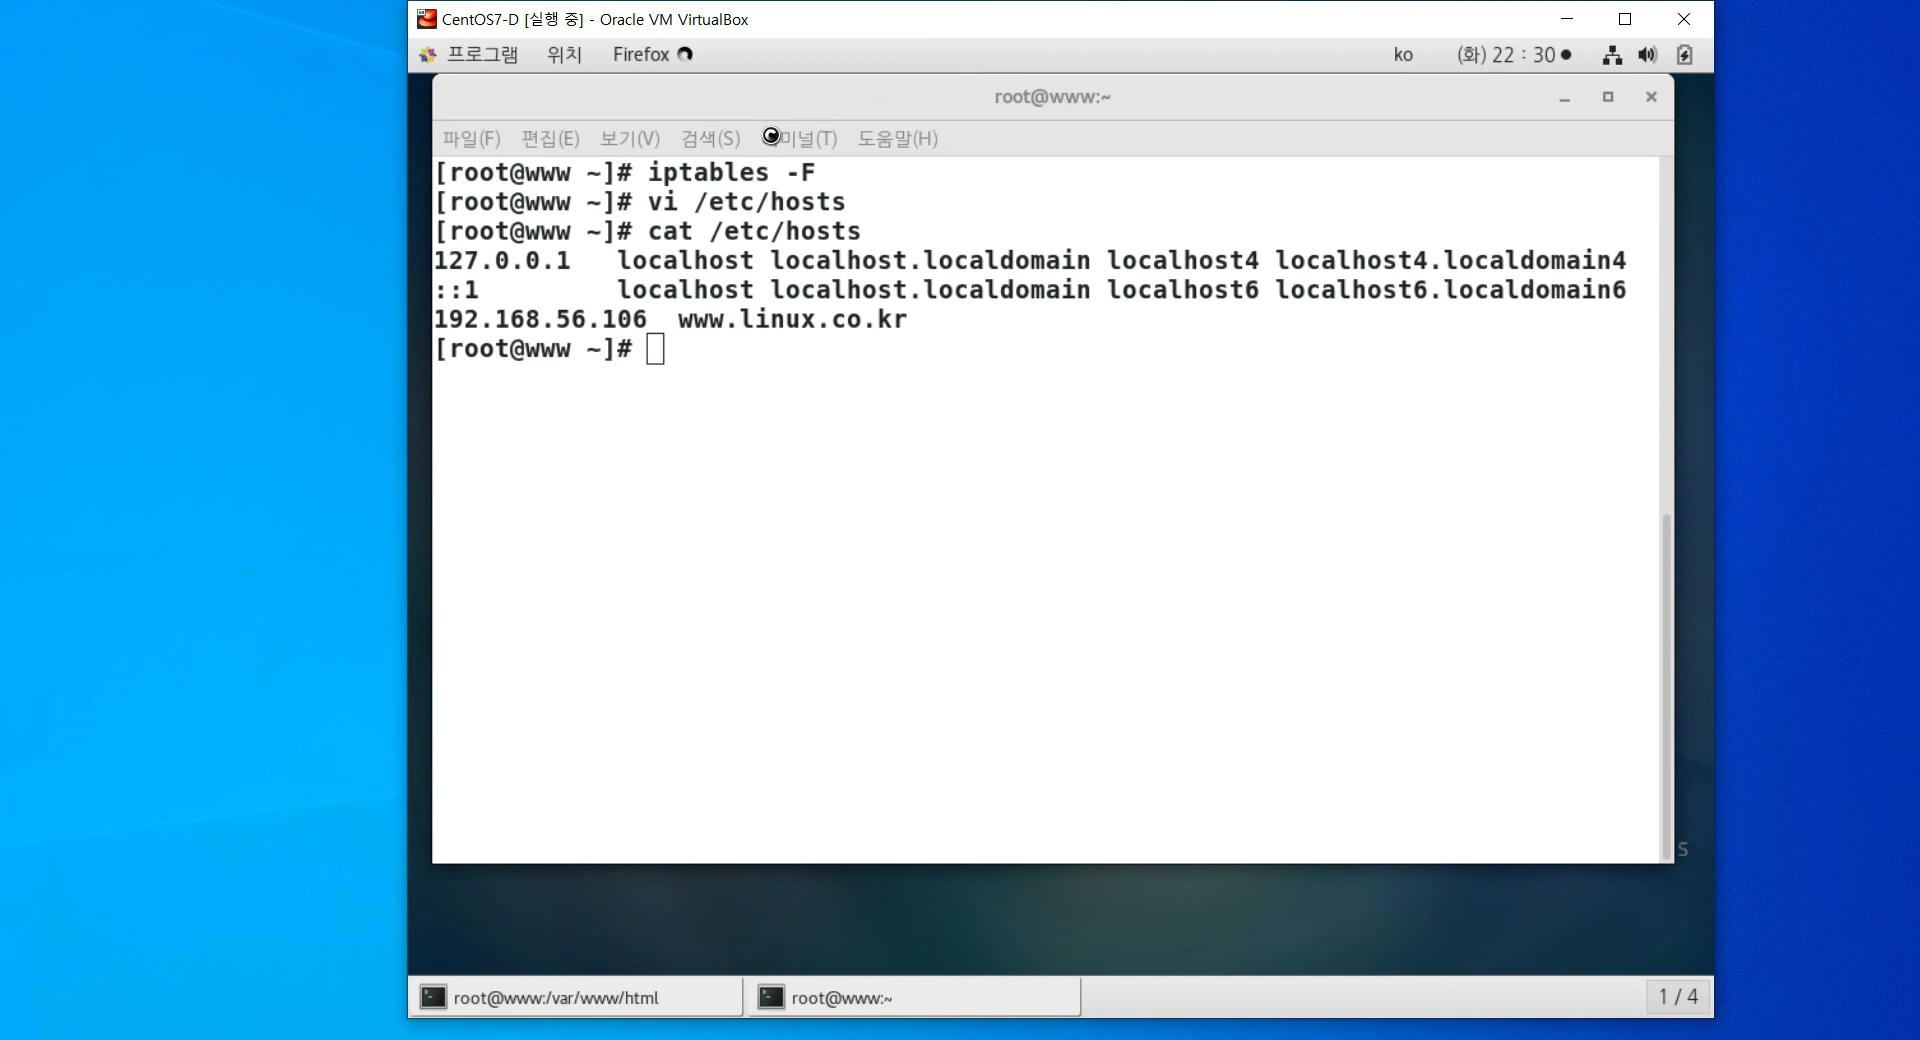 CentOS7-D [실행 중] - Oracle VM VirtualBox
프로그램 위치 Firefox ko (화) 22 : 30
root@www:~
파일(F) 편집(E) 보기(V) 검색(S) 미널(T) 도움말(H)
[root@www ~]# iptables -F
[root@www ~]# vi /etc/hosts
[root@www ~]# cat /etc/hosts
127.0.0.1   localhost localhost.localdomain localhost4 localhost4.localdomain4
::1         localhost localhost.localdomain localhost6 localhost6.localdomain6
192.168.56.106  www.linux.co.kr
[root@www ~]#
S
root@www:/var/www/html root@www:~ 1 / 4